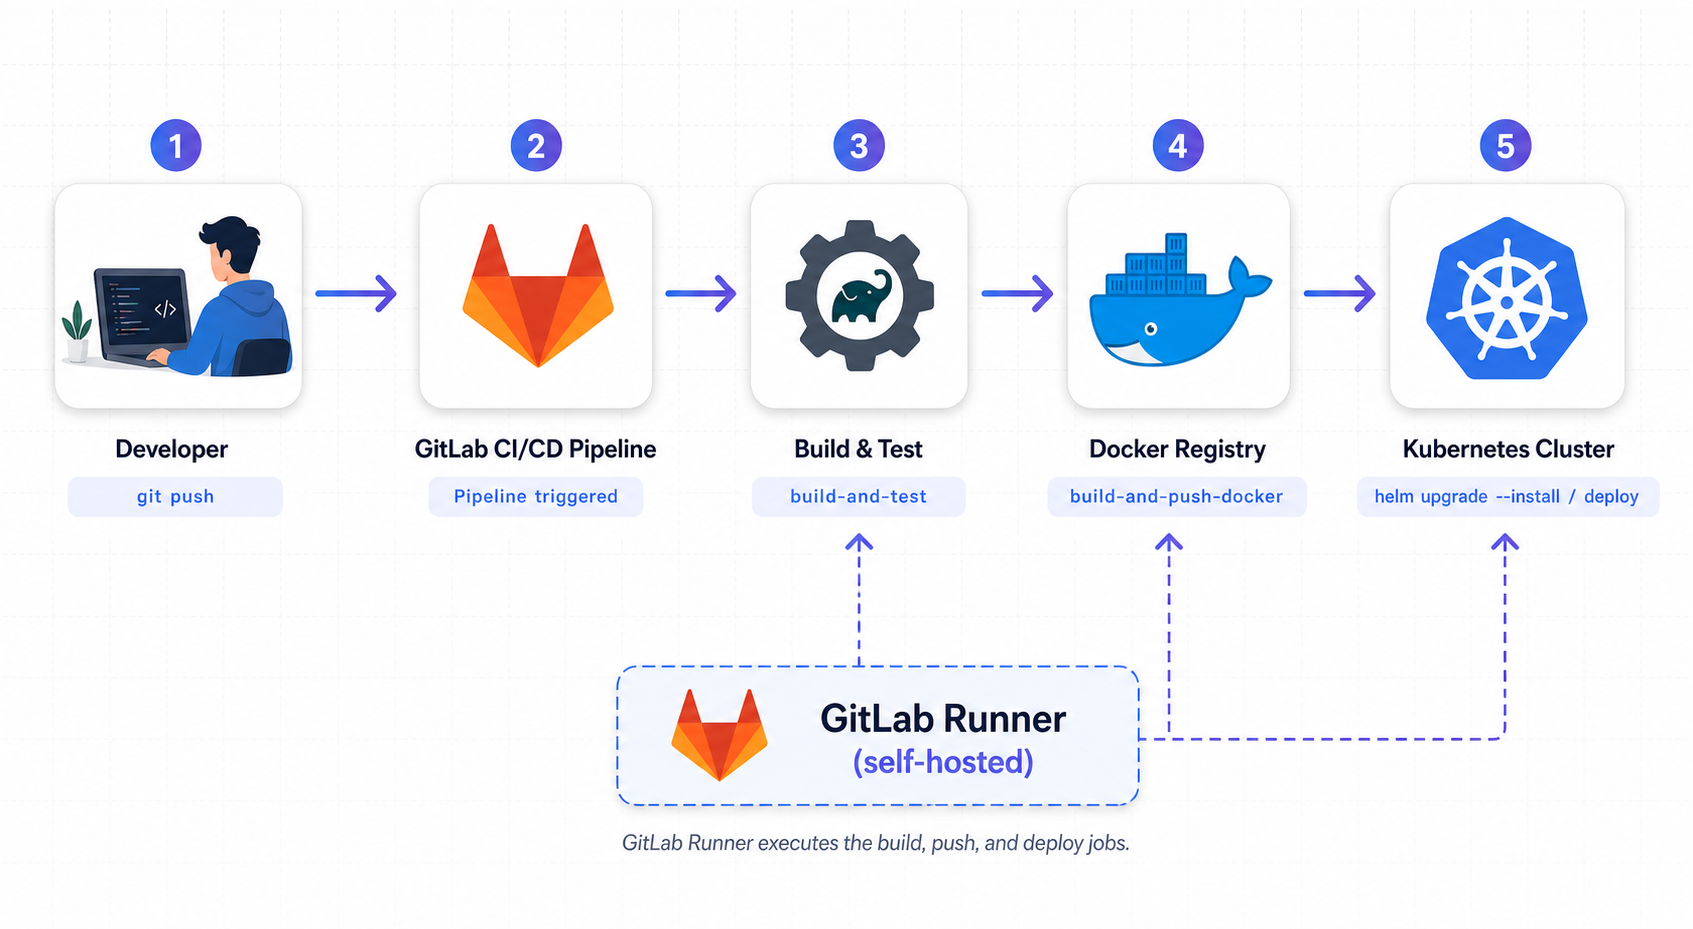 1
2
3
4
5
</>
Developer
GitLab CI/CD Pipeline
Build & Test
Docker Registry
Kubernetes Cluster
git push
Pipeline triggered
build-and-test
build-and-push-docker
helm upgrade --install / deploy
GitLab Runner
(self-hosted)
GitLab Runner executes the build, push, and deploy jobs.